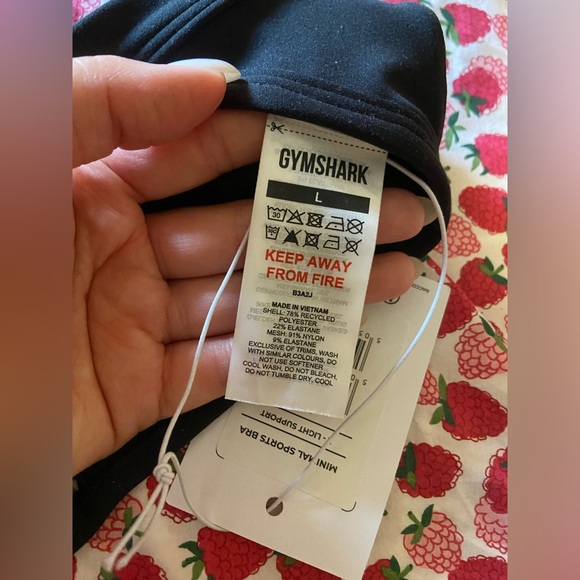 GYMSHARK
L
30
KEEP AWAY
FROM FIRE
B3A2J
MADE IN VIETNAM
SHELL: 78% RECYCLED
POLYESTER
22% ELASTANE
MESH: 91% NYLON
9% ELASTANE
EXCLUSIVE OF TRIMS, WASH
WITH SIMILAR COLOURS, DO
NOT USE SOFTENER,
COOL WASH, DO NOT BLEACH,
DO NOT TUMBLE DRY, COOL
MINIMAL SPORTS BRA
- LIGHT SUPPORT